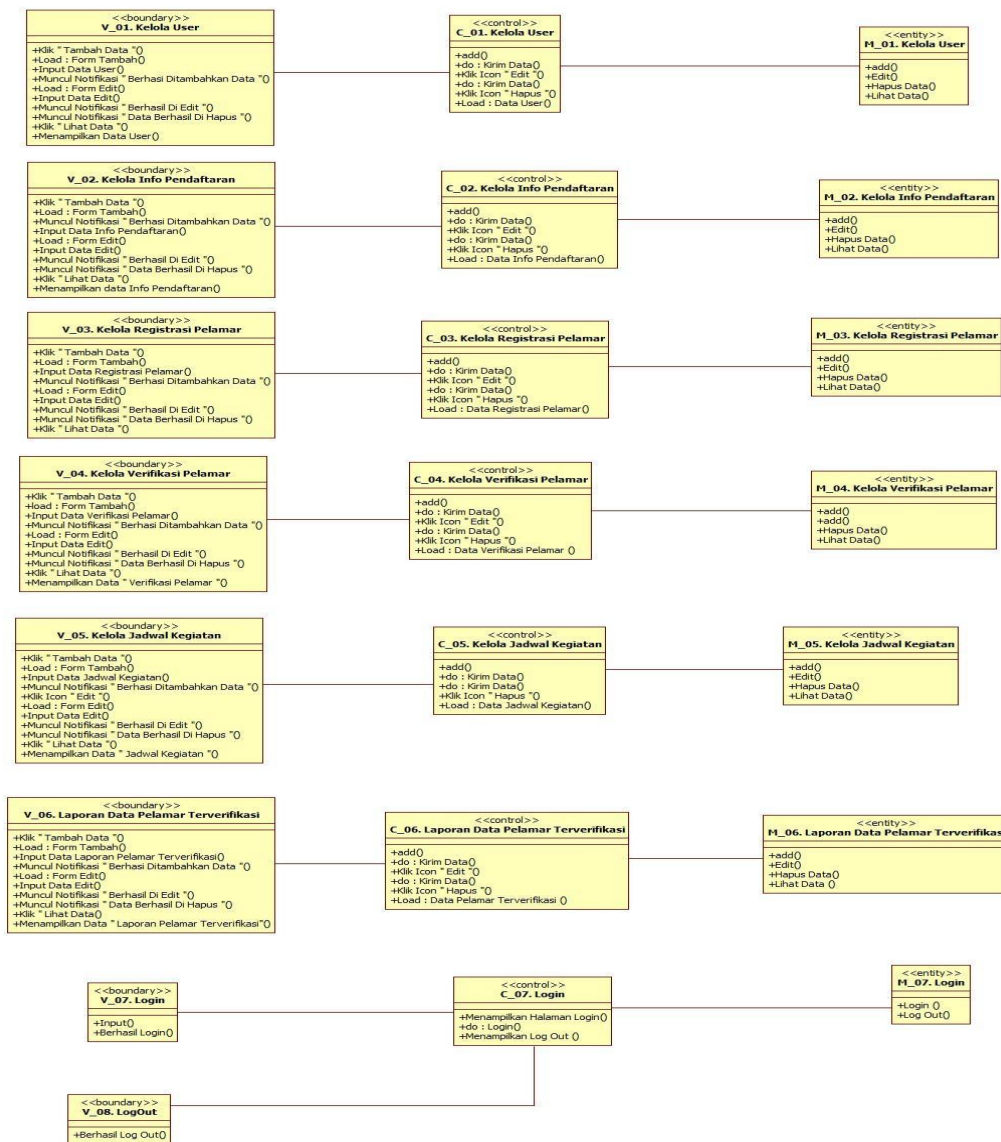 <<boundary>>
V_01. Kelola User
+Klik " Tambah Data "()
+Load : Form Tambah()
+Input Data User()
+Muncul Notifikasi " Berhasi Ditambahkan Data "()
+Load : Form Edit()
+Input Data Edit()
+Muncul Notifikasi " Berhasil Di Edit "()
+Muncul Notifikasi " Data Berhasil Di Hapus "()
+Klik " Lihat Data "()
+Menampilkan Data User()
<<control>>
C_01. Kelola User
+add()
+do : Kirim Data()
+Klik Icon " Edit "()
+do : Kirim Data()
+Klik Icon " Hapus "()
+Load : Data User()
<<entity>>
M_01. Kelola User
+add()
+Edit()
+Hapus Data()
+Lihat Data()
<<boundary>>
V_02. Kelola Info Pendaftaran
+Klik " Tambah Data "()
+Load : Form Tambah()
+Muncul Notifikasi " Berhasi Ditambahkan Data "()
+Input Data Info Pendaftaran()
+Load : Form Edit()
+Input Data Edit()
+Muncul Notifikasi " Berhasil Di Edit "()
+Muncul Notifikasi " Data Berhasil Di Hapus "()
+Klik " Lihat Data "()
+Menampilkan data Info Pendaftaran()
<<control>>
C_02. Kelola Info Pendaftaran
+add()
+do : Kirim Data()
+Klik Icon " Edit "()
+do : Kirim Data()
+Klik Icon " Hapus "()
+Load : Data Info Pendaftaran()
<<entity>>
M_02. Kelola Info Pendaftaran
+add()
+Edit()
+Hapus Data()
+Lihat Data()
<<boundary>>
V_03. Kelola Registrasi Pelamar
+Klik " Tambah Data "()
+Load : Form Tambah()
+Input Data Registrasi Pelamar()
+Muncul Notifikasi " Berhasi Ditambahkan Data "()
+Load : Form Edit()
+Input Data Edit()
+Muncul Notifikasi " Berhasil Di Edit "()
+Muncul Notifikasi " Data Berhasil Di Hapus "()
+Klik " Lihat Data "()
<<control>>
C_03. Kelola Registrasi Pelamar
+add()
+do : Kirim Data()
+Klik Icon " Edit "()
+do : Kirim Data()
+Klik Icon " Hapus "()
+Load : Data Registrasi Pelamar()
<<entity>>
M_03. Kelola Registrasi Pelamar
+add()
+Edit()
+Hapus Data()
+Lihat Data()
<<boundary>>
V_04. Kelola Verifikasi Pelamar
+Klik " Tambah Data "()
+load : Form Tambah()
+Input Data Verifikasi Pelamar()
+Muncul Notifikasi " Berhasi Ditambahkan Data "()
+Load : Form Edit()
+Input Data Edit()
+Muncul Notifikasi " Berhasil Di Edit "()
+Muncul Notifikasi " Data Berhasil Di Hapus "()
+Klik " Lihat Data "()
+Menampilkan Data " Verifikasi Pelamar "()
<<control>>
C_04. Kelola Verifikasi Pelamar
+add()
+do : Kirim Data()
+Klik Icon " Edit "()
+do : Kirim Data()
+Klik Icon " Hapus "()
+Load : Data Verifikasi Pelamar ()
<<entity>>
M_04. Kelola Verifikasi Pelamar
+add()
+add()
+Hapus Data()
+Lihat Data()
<<boundary>>
V_05. Kelola Jadwal Kegiatan
+Klik " Tambah Data "()
+Load : Form Tambah()
+Input Data Jadwal Kegiatan()
+Muncul Notifikasi " Berhasi Ditambahkan Data "()
+Klik Icon " Edit "()
+Load : Form Edit()
+Input Data Edit()
+Muncul Notifikasi " Berhasil Di Edit "()
+Muncul Notifikasi " Data Berhasil Di Hapus "()
+Klik " Lihat Data "()
+Menampilkan Data " Jadwal Kegiatan "()
<<control>>
C_05. Kelola Jadwal Kegiatan
+add()
+do : Kirim Data()
+do : Kirim Data()
+Klik Icon " Hapus "()
+Load : Data Jadwal Kegiatan()
<<entity>>
M_05. Kelola Jadwal Kegiatan
+add()
+Edit()
+Hapus Data()
+Lihat Data()
<<boundary>>
V_06. Laporan Data Pelamar Terverifikasi
+Klik " Tambah Data "()
+Load : Form Tambah()
+Input Data Laporan Pelamar Terverifikasi()
+Muncul Notifikasi " Berhasi Ditambahkan Data "()
+Load : Form Edit()
+Input Data Edit()
+Muncul Notifikasi " Berhasil Di Edit "()
+Muncul Notifikasi " Data Berhasil Di Hapus "()
+Klik " Lihat Data()
+Menampilkan Data " Laporan Pelamar Terverifikasi"()
<<control>>
C_06. Laporan Data Pelamar Terverifikasi
+add()
+do : Kirim Data()
+Klik Icon " Edit "()
+do : Kirim Data()
+Klik Icon " Hapus "()
+Load : Data Pelamar Terverifikasi ()
<<entity>>
M_06. Laporan Data Pelamar Terverifikasi
+add()
+Edit()
+Hapus Data()
+Lihat Data ()
<<boundary>>
V_07. Login
+Input()
+Berhasil Login()
<<control>>
C_07. Login
+Menampilkan Halaman Login()
+do : Login()
+Menampilkan Log Out ()
<<entity>>
M_07. Login
+Login ()
+Log Out()
<<boundary>>
V_08. LogOut
+Berhasil Log Out()